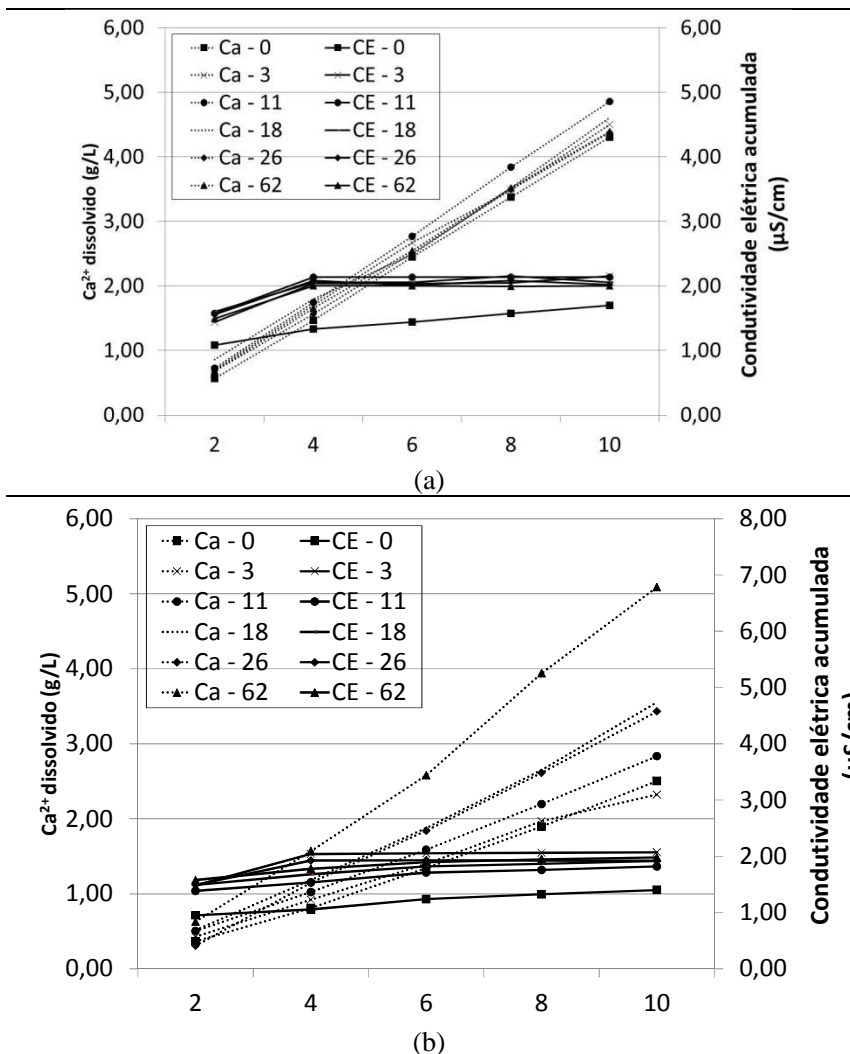 6,00
5,00
4,00
3,00
2,00
1,00
0,00
Ca²⁺ dissolvido (g/L)
Ca - 0 CE - 0
Ca - 3 CE - 3
Ca - 11 CE - 11
Ca - 18 CE - 18
Ca - 26 CE - 26
Ca - 62 CE - 62
6,00
5,00
4,00
3,00
2,00
1,00
0,00
Condutividade elétrica acumulada
(µS/cm)
2 4 6 8 10
(a)
6,00
5,00
4,00
3,00
2,00
1,00
0,00
Ca²⁺ dissolvido (g/L)
Ca - 0 CE - 0
Ca - 3 CE - 3
Ca - 11 CE - 11
Ca - 18 CE - 18
Ca - 26 CE - 26
Ca - 62 CE - 62
8,00
7,00
6,00
5,00
4,00
3,00
2,00
1,00
0,00
Condutividade elétrica acumulada
2 4 6 8 10
(b)